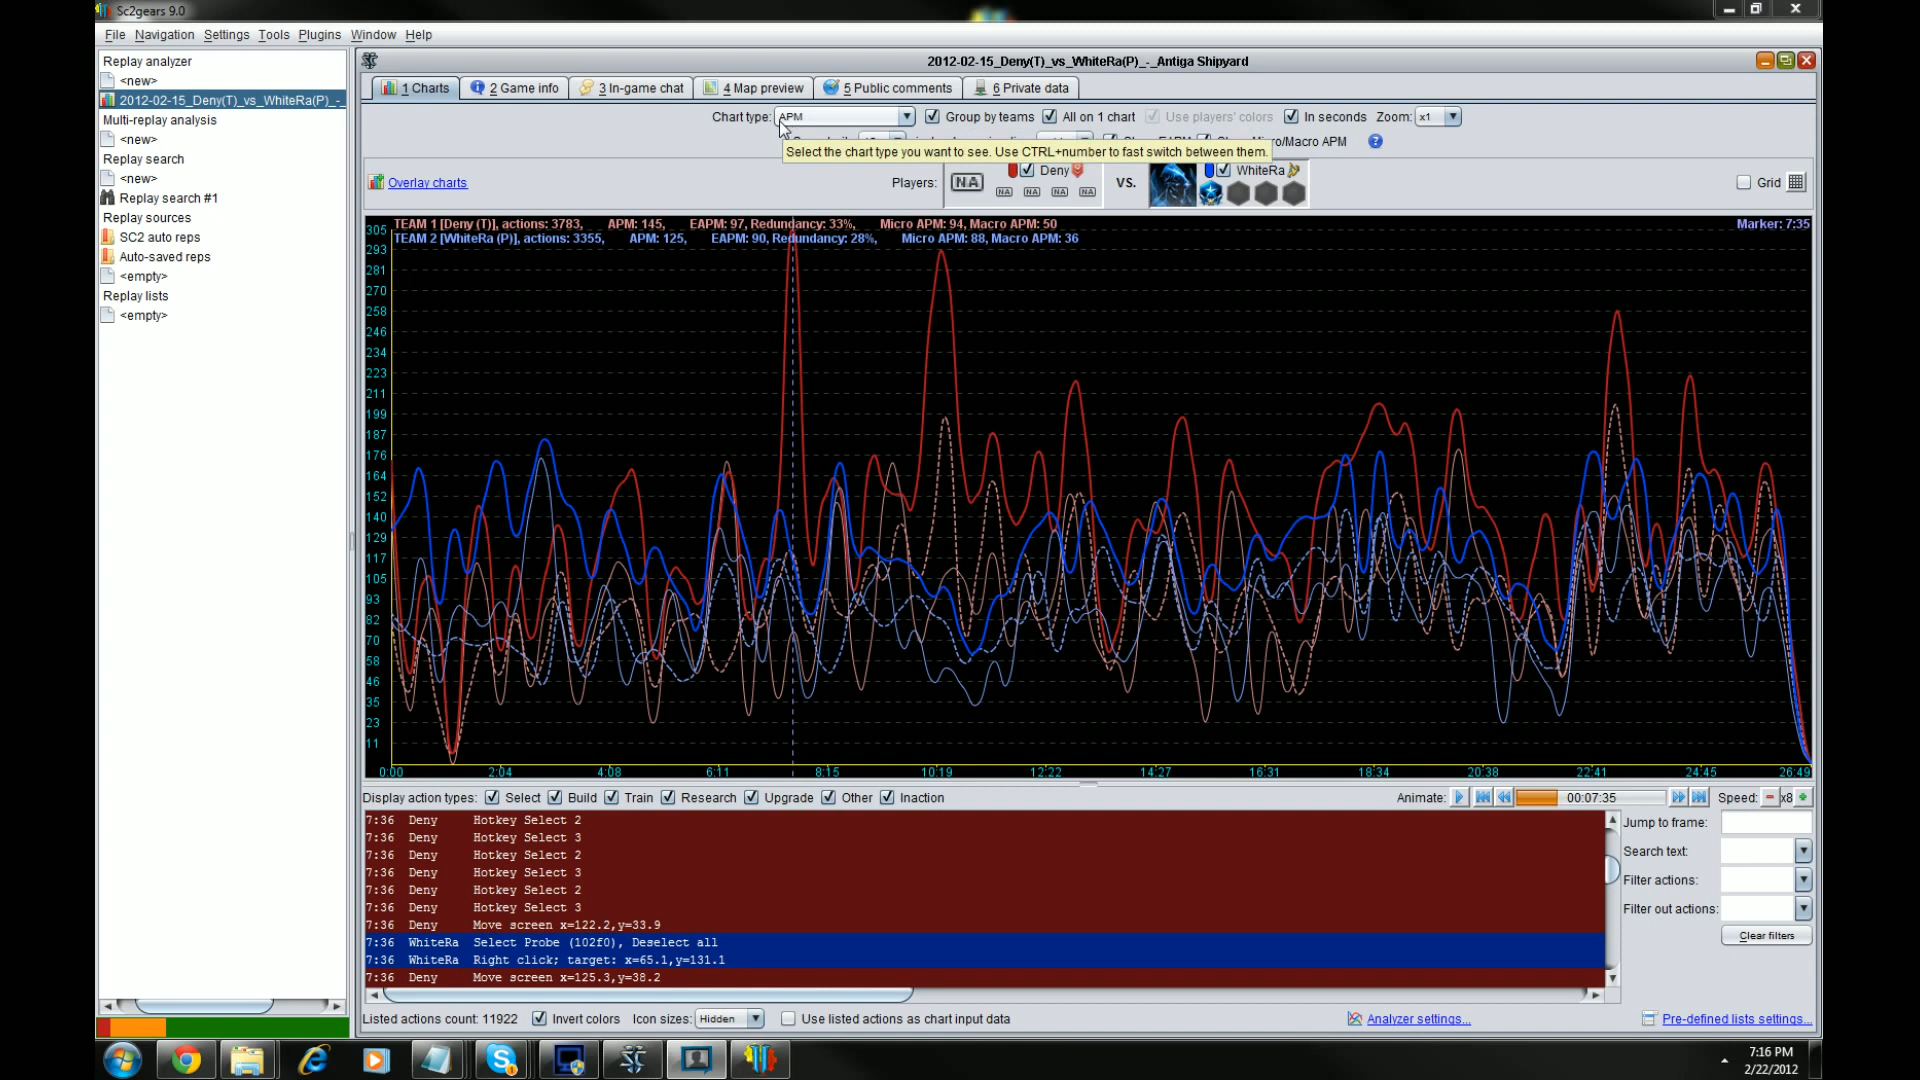 Sc2gears 9.0
File Navigation Settings Tools Plugins Window Help
Replay analyzer
<new>
2012-02-15_Deny(T)_vs_WhiteRa(P)_-_
Multi-replay analysis
<new>
Replay search
<new>
Replay search #1
Replay sources
SC2 auto reps
Auto-saved reps
<empty>
Replay lists
<empty>
2012-02-15_Deny(T)_vs_WhiteRa(P)_-_Antiga Shipyard
1 Charts 2 Game info 3 In-game chat 4 Map preview 5 Public comments 6 Private data
Chart type: APM Group by teams All on 1 chart Use players' colors In seconds Zoom: x1
Micro/Macro APM
Select the chart type you want to see. Use CTRL+number to fast switch between them.
Overlay charts Players: NA Deny VS. WhiteRa Grid
NA NA NA NA
TEAM 1 [Deny (T)], actions: 3783, APM: 145, EAPM: 97, Redundancy: 33%, Micro APM: 94, Macro APM: 50
TEAM 2 [WhiteRa (P)], actions: 3355, APM: 125, EAPM: 90, Redundancy: 28%, Micro APM: 88, Macro APM: 36
Marker: 7:35
305
293
281
270
258
246
234
223
211
199
187
176
164
152
140
129
117
105
93
82
70
58
46
35
23
11
0:00 2:04 4:08 6:11 8:15 10:19 12:22 14:27 16:31 18:34 20:38 22:41 24:45 26:49
Display action types: Select Build Train Research Upgrade Other Inaction Animate: 00:07:35 Speed: x8
7:36 Deny Hotkey Select 2
7:36 Deny Hotkey Select 3
7:36 Deny Hotkey Select 2
7:36 Deny Hotkey Select 3
7:36 Deny Hotkey Select 2
7:36 Deny Hotkey Select 3
7:36 Deny Move screen x=122.2,y=33.9
7:36 WhiteRa Select Probe (102f0), Deselect all
7:36 WhiteRa Right click; target: x=65.1,y=131.1
7:36 Deny Move screen x=125.3,y=38.2
Jump to frame:
Search text:
Filter actions:
Filter out actions:
Clear filters
Listed actions count: 11922 Invert colors Icon sizes: Hidden Use listed actions as chart input data Analyzer settings... Pre-defined lists settings...
7:16 PM
2/22/2012